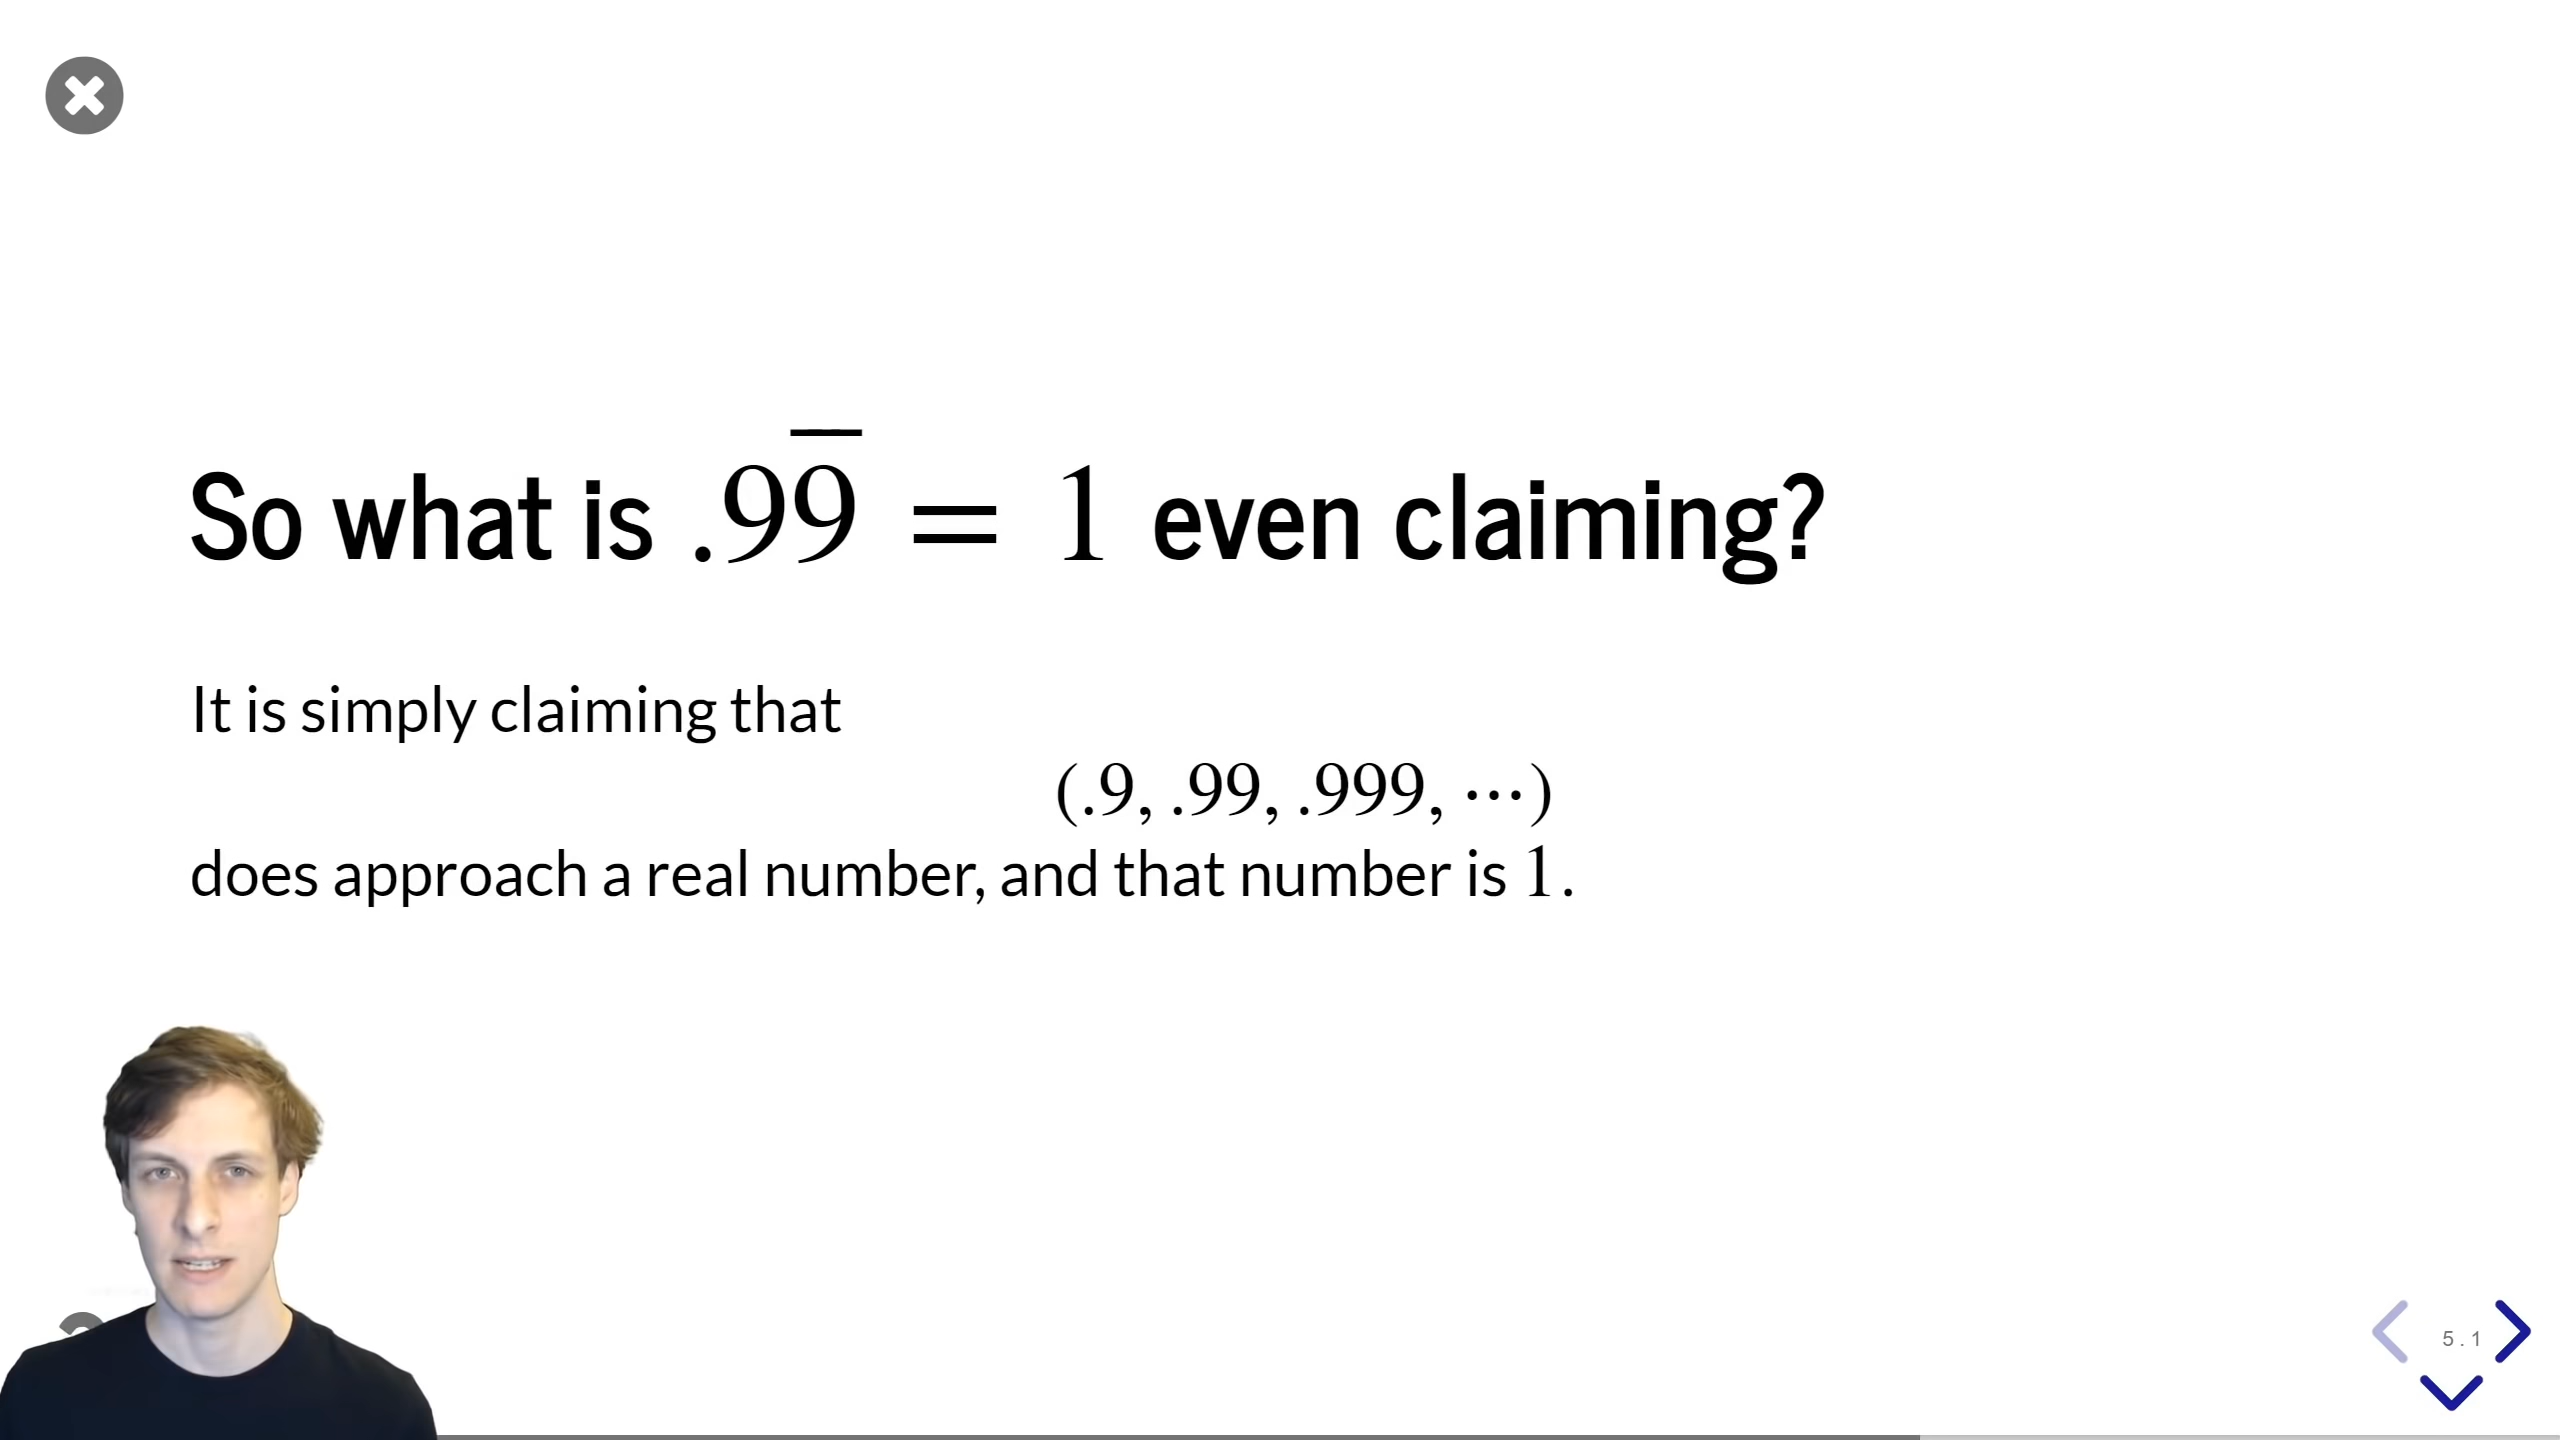 So what is .99̅ = 1 even claiming?
It is simply claiming that
(.9, .99, .999, ⋯)
does approach a real number, and that number is 1.
5.1